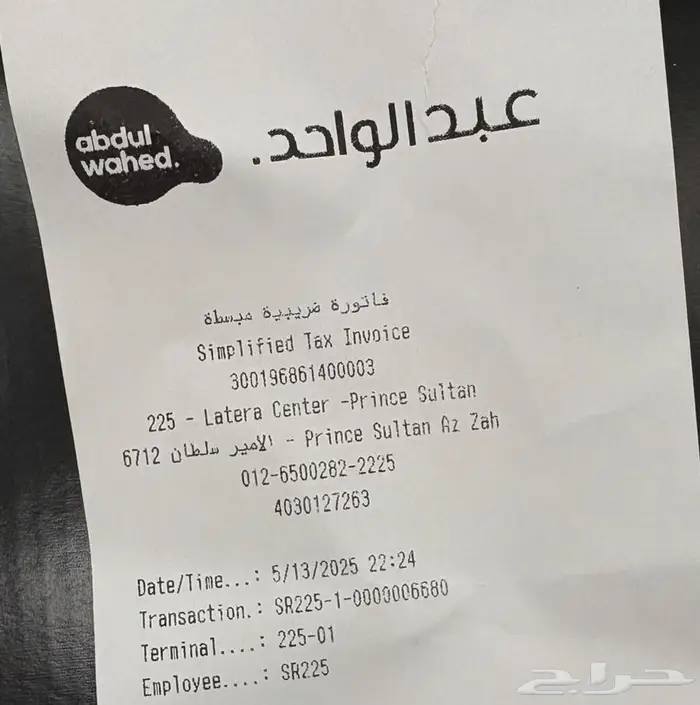 abdul
wahed.
عبدالواحد.
فاتورة ضريبية مبسطة
Simplified Tax Invoice
300196861400003
225 - Latera Center -Prince Sultan
6712 الامير سلطان - Prince Sultan Az Zah
012-6500282-2225
4030127263
Date/Time...: 5/13/2025 22:24
Transaction.: SR225-1-0000006680
Terminal....: 225-01
Employee....: SR225
حراج